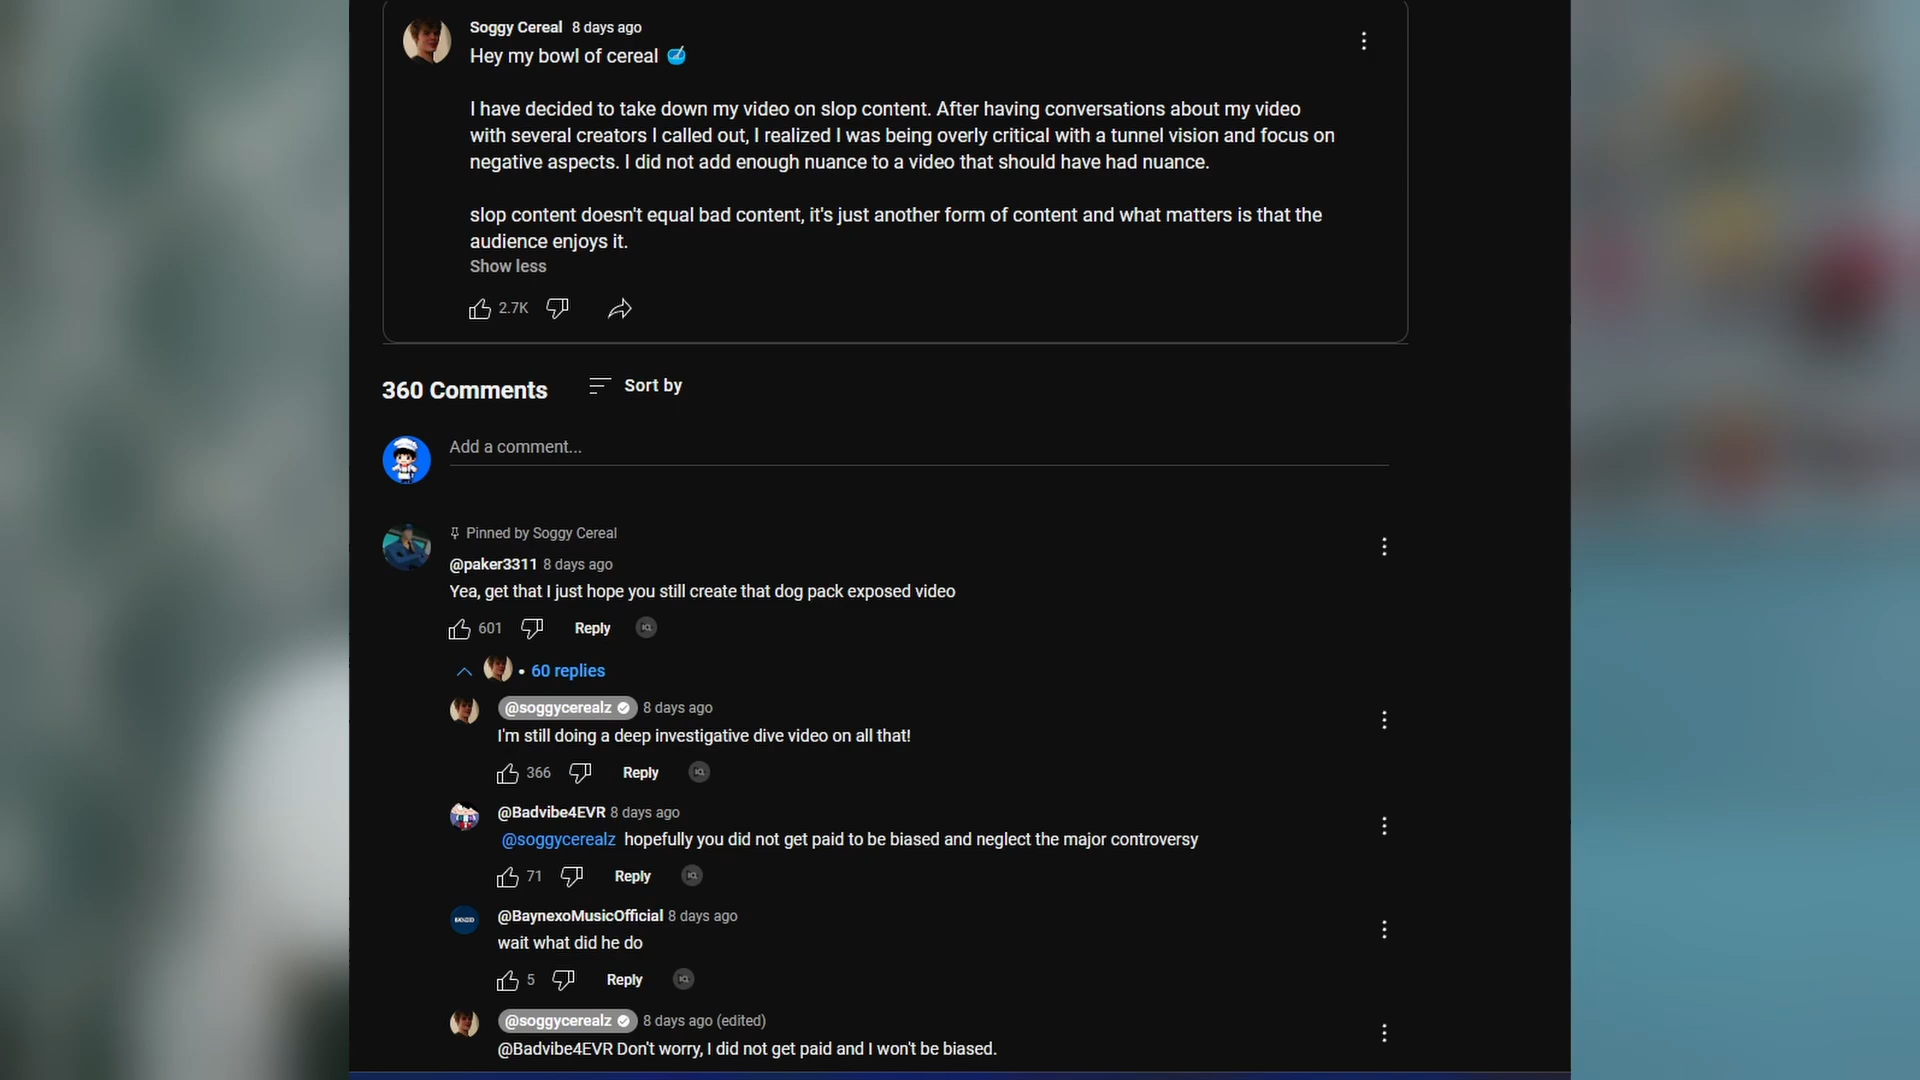 Soggy Cereal 8 days ago
Hey my bowl of cereal
I have decided to take down my video on slop content. After having conversations about my video
with several creators I called out, I realized I was being overly critical with a tunnel vision and focus on
negative aspects. I did not add enough nuance to a video that should have had nuance.
slop content doesn't equal bad content, it's just another form of content and what matters is that the
audience enjoys it.
Show less
2.7K
360 Comments Sort by
Add a comment...
Pinned by Soggy Cereal
@paker3311 8 days ago
Yea, get that I just hope you still create that dog pack exposed video
601 Reply
• 60 replies
@soggycerealz 8 days ago
I'm still doing a deep investigative dive video on all that!
366 Reply
@Badvibe4EVR 8 days ago
@soggycerealz hopefully you did not get paid to be biased and neglect the major controversy
71 Reply
@BaynexoMusicOfficial 8 days ago
wait what did he do
5 Reply
@soggycerealz 8 days ago (edited)
@Badvibe4EVR Don't worry, I did not get paid and I won't be biased.